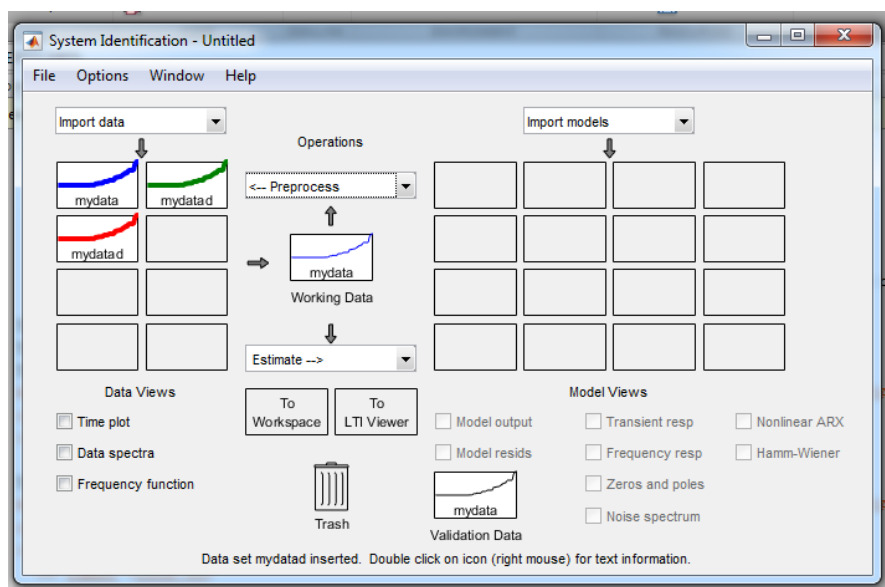 System Identification - Untitled
File Options Window Help
Import data
Import models
Operations
mydata
mydatad
<-- Preprocess
mydatad
mydata
Working Data
Estimate -->
Data Views
Model Views
To Workspace
To LTI Viewer
Time plot
Data spectra
Frequency function
Model output
Transient resp
Nonlinear ARX
Model resids
Frequency resp
Hamm-Wiener
Zeros and poles
Noise spectrum
Trash
mydata
Validation Data
Data set mydatad inserted. Double click on icon (right mouse) for text information.